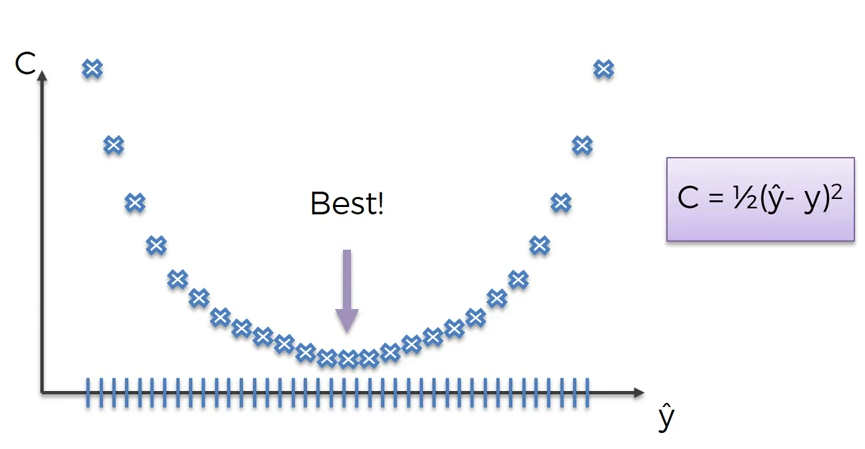 C
Best!
C = ½(ŷ- y)²
ŷ